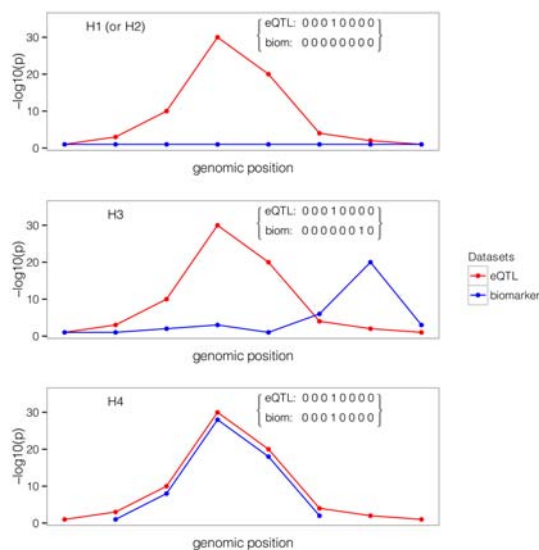 H1 (or H2)
eQTL: 0 0 0 1 0 0 0 0
biom: 0 0 0 0 0 0 0 0
30
20
10
0
−log10(p)
genomic position
H3
eQTL: 0 0 0 1 0 0 0 0
biom: 0 0 0 0 0 0 1 0
30
20
10
0
−log10(p)
genomic position
Datasets
eQTL
biomarker
H4
eQTL: 0 0 0 1 0 0 0 0
biom: 0 0 0 1 0 0 0 0
30
20
10
0
−log10(p)
genomic position